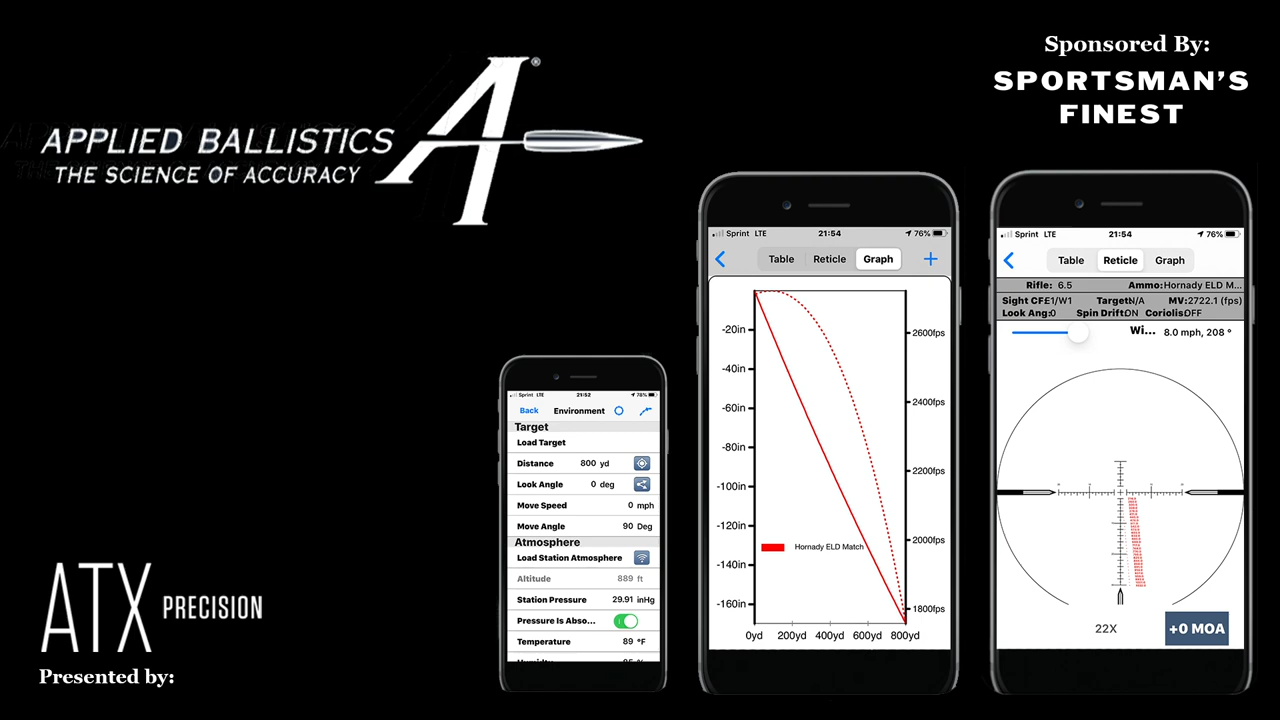 Sponsored By:
SPORTSMAN'S
FINEST
APPLIED BALLISTICS
THE SCIENCE OF ACCURACY
A®
Sprint LTE 21:52 78%
Back Environment
Target
Load Target
Distance 800 yd
Look Angle 0 deg
Move Speed 0 mph
Move Angle 90 Deg
Atmosphere
Load Station Atmosphere
Altitude 889 ft
Station Pressure 29.91 inHg
Pressure Is Abso...
Temperature 89 °F
Sprint LTE 21:54 76%
Table Reticle Graph +
-20in
-40in
-60in
-80in
-100in
-120in
-140in
-160in
2600fps
2400fps
2200fps
2000fps
1800fps
Hornady ELD Match
0yd 200yd 400yd 600yd 800yd
Sprint LTE 21:54 76%
Table Reticle Graph
Rifle: 6.5 Ammo:Hornady ELD M...
Sight CF:E1/W1 Target:N/A MV:2722.1 (fps)
Look Ang:0 Spin Drift:ON Coriolis:OFF
Wi... 8.0 mph, 208 °
22X
+0 MOA
ATX PRECISION
Presented by: